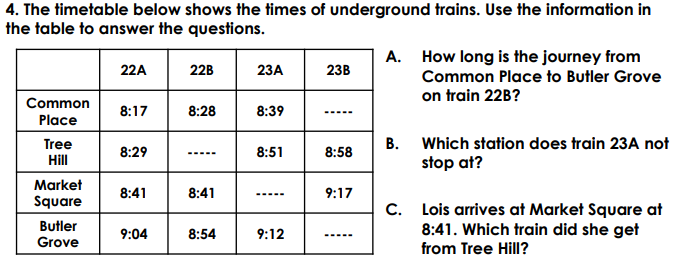 4. The timetable below shows the times of underground trains. Use the information in
the table to answer the questions.
22A 22B 23A 23B
Common
Place
8:17 8:28 8:39 -----
Tree
Hill
8:29 ----- 8:51 8:58
Market
Square
8:41 8:41 ----- 9:17
Butler
Grove
9:04 8:54 9:12 -----
A. How long is the journey from
Common Place to Butler Grove
on train 22B?
B. Which station does train 23A not
stop at?
C. Lois arrives at Market Square at
8:41. Which train did she get
from Tree Hill?